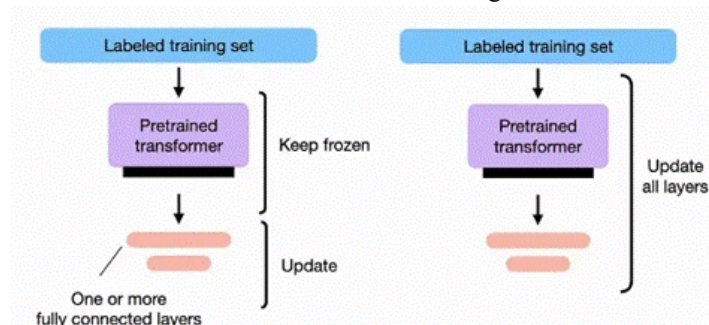 Labeled training set
Pretrained
transformer
Keep frozen
Update
One or more
fully connected layers
Labeled training set
Pretrained
transformer
Update
all layers